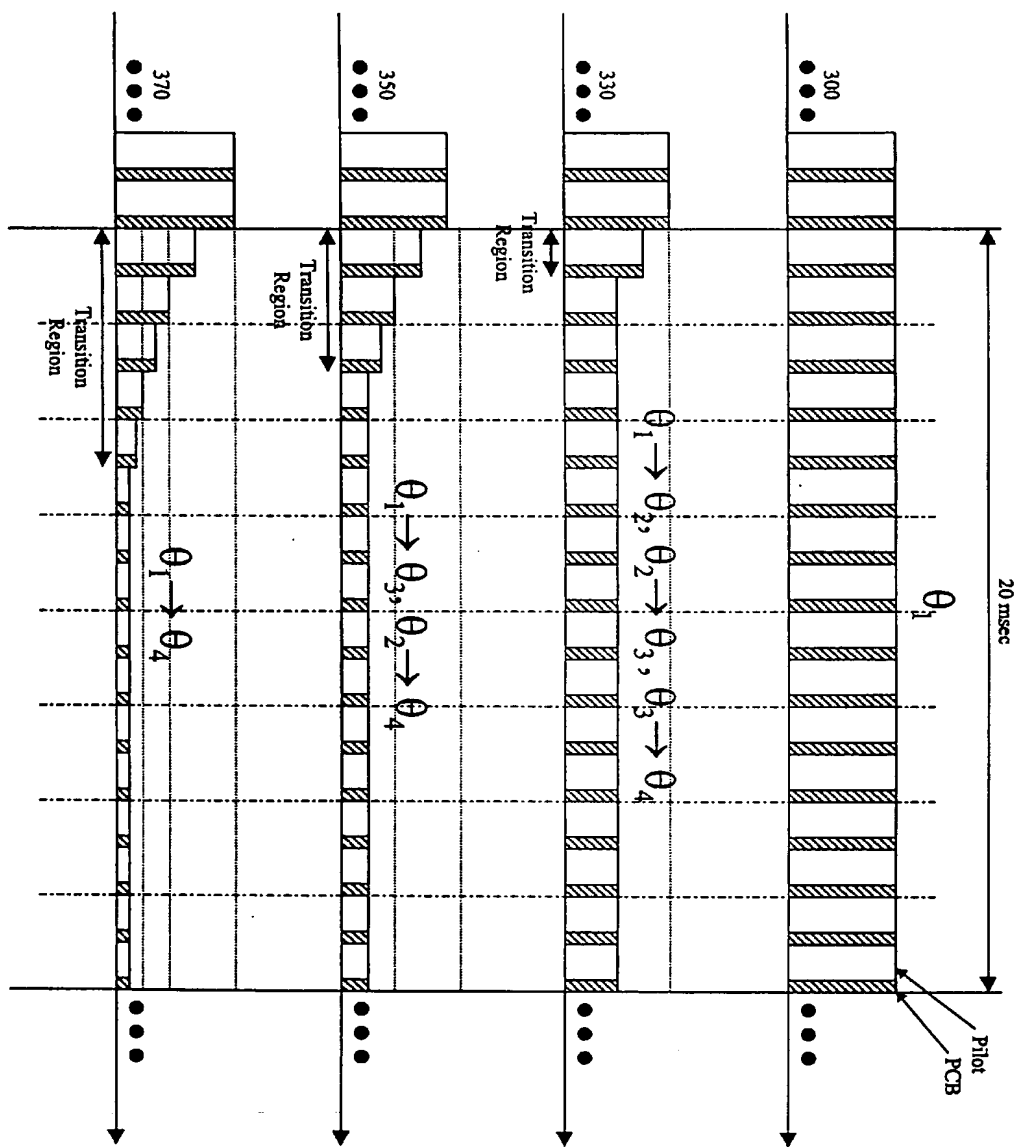 20 msec
Pilot
PCB
300
θ1
330
Transition
Region
θ1 → θ2, θ2 → θ3, θ3 → θ4
350
Transition
Region
θ1 → θ3, θ2 → θ4
370
Transition
Region
θ1 → θ4